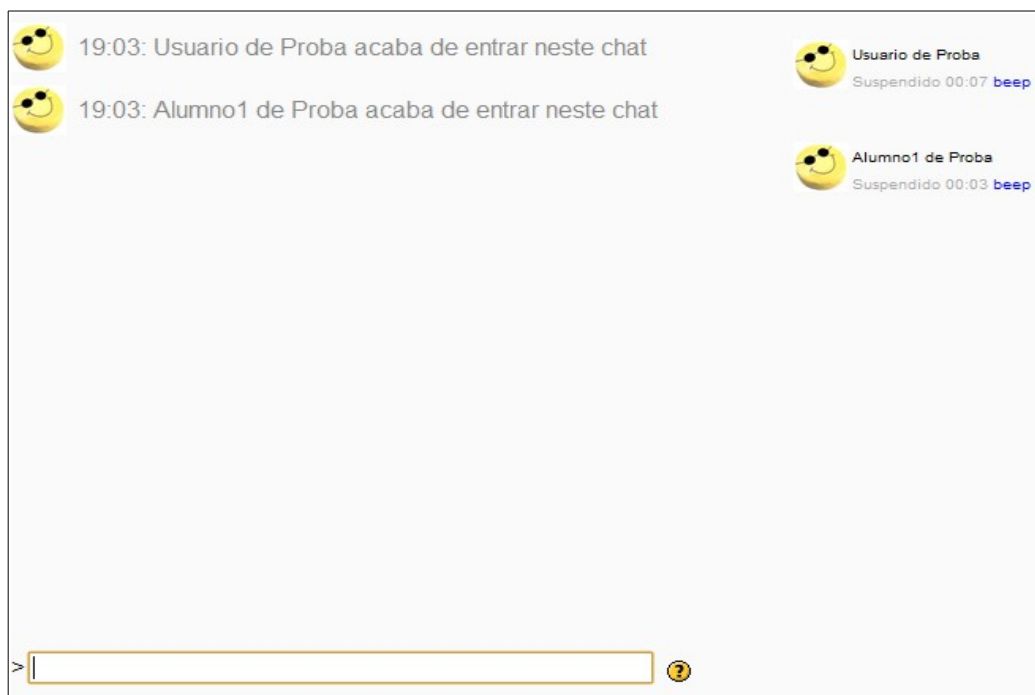 19:03: Usuario de Proba acaba de entrar neste chat
19:03: Alumno1 de Proba acaba de entrar neste chat
Usuario de Proba
Suspendido 00:07 beep
Alumno1 de Proba
Suspendido 00:03 beep
>
?